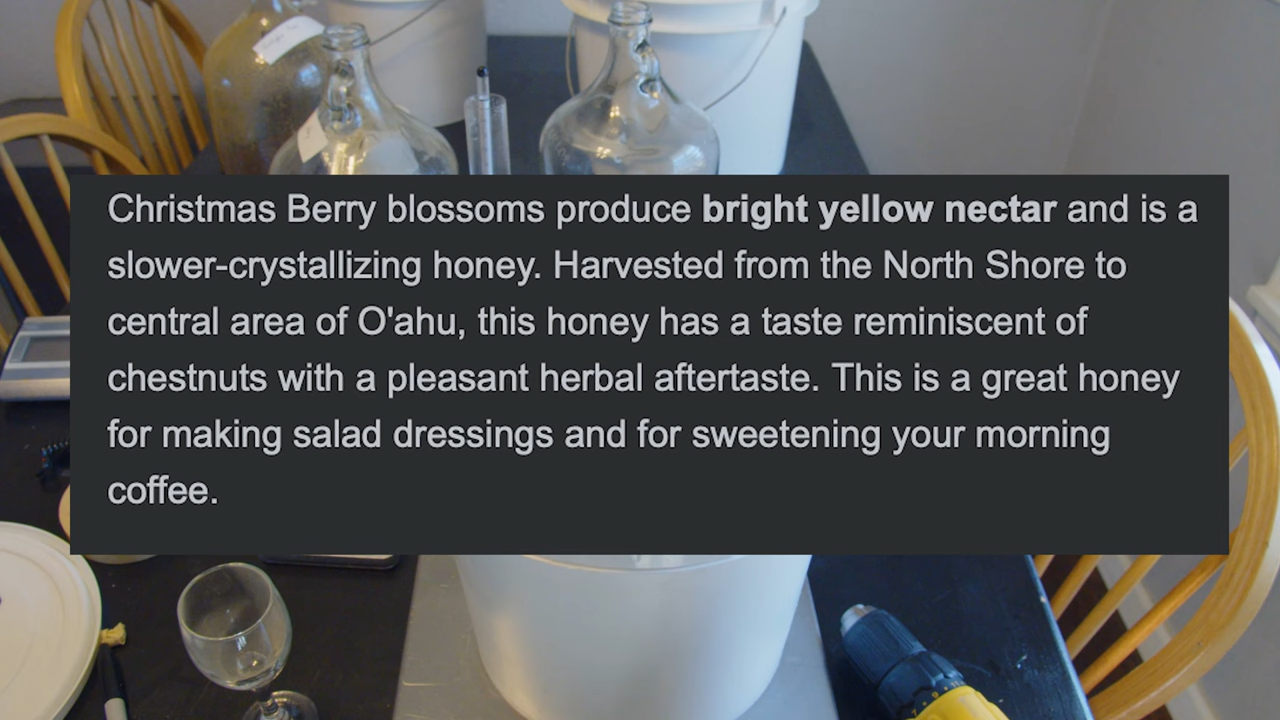 Christmas Berry blossoms produce bright yellow nectar and is a
slower-crystallizing honey. Harvested from the North Shore to
central area of O'ahu, this honey has a taste reminiscent of
chestnuts with a pleasant herbal aftertaste. This is a great honey
for making salad dressings and for sweetening your morning
coffee.